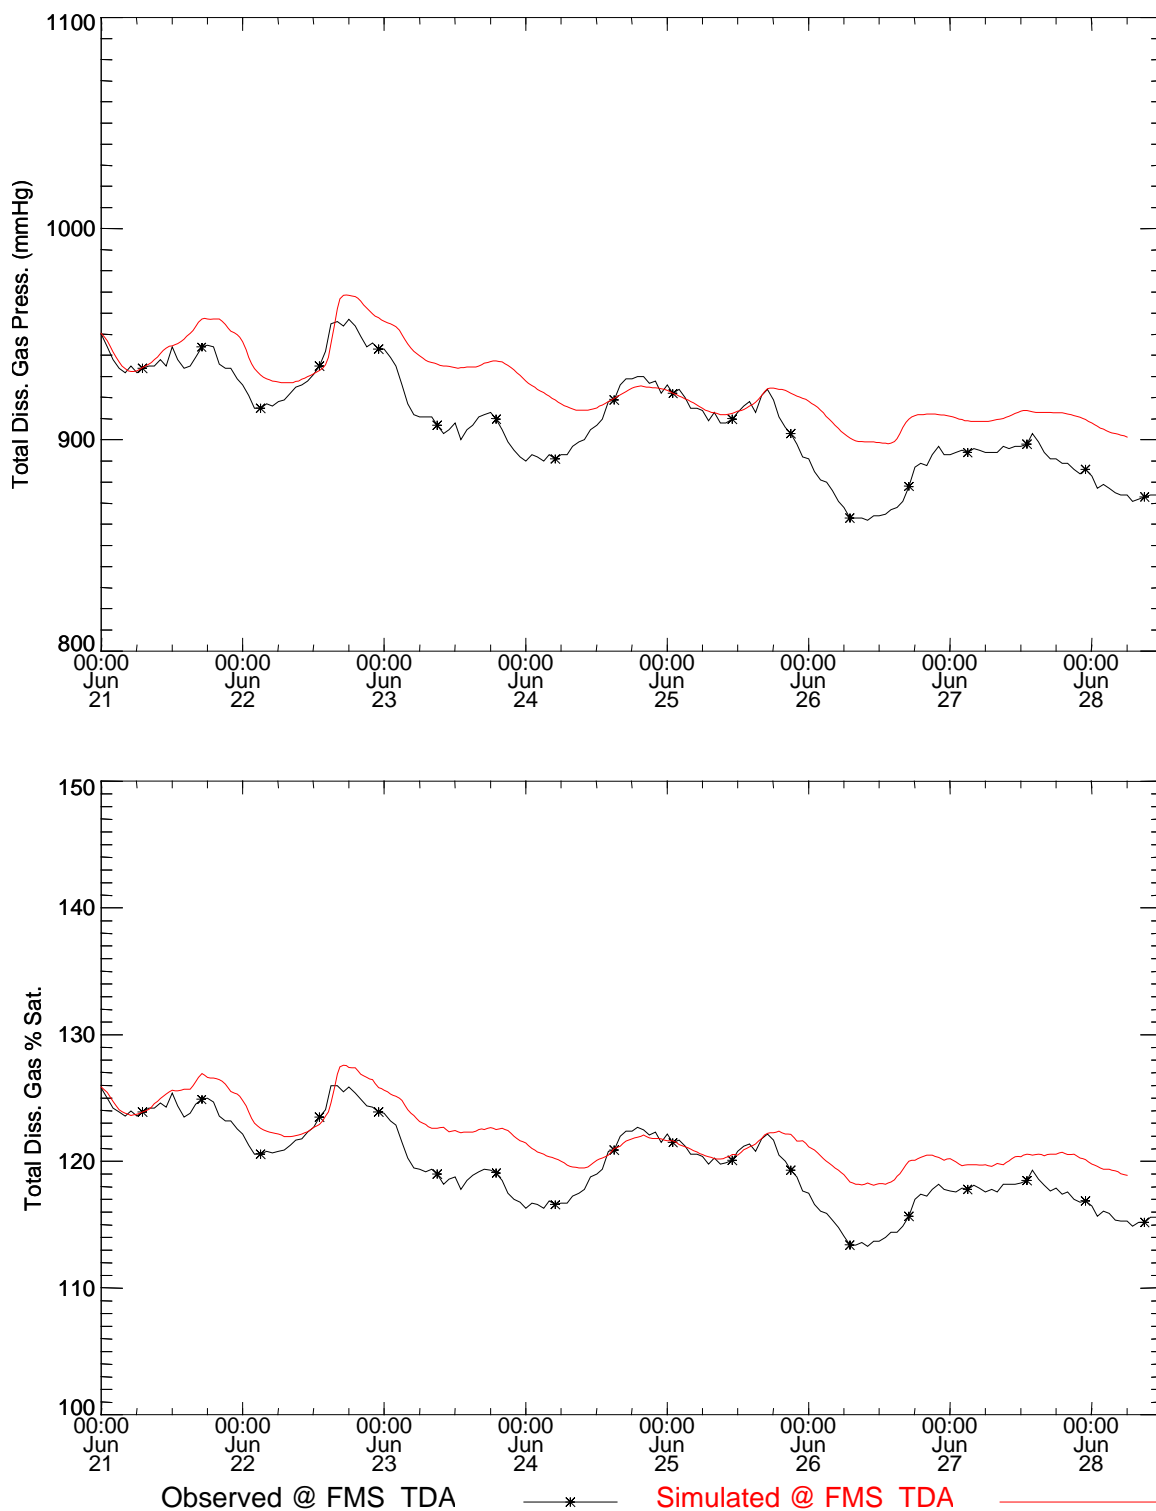 Total Diss. Gas Press. (mmHg)
1100
1000
900
800
00:00 00:00 00:00 00:00 00:00 00:00 00:00 00:00
Jun Jun Jun Jun Jun Jun Jun Jun
21 22 23 24 25 26 27 28
Total Diss. Gas % Sat.
150
140
130
120
110
100
00:00 00:00 00:00 00:00 00:00 00:00 00:00 00:00
Jun Jun Jun Jun Jun Jun Jun Jun
21 22 23 24 25 26 27 28
Observed @ FMS TDA Simulated @ FMS TDA